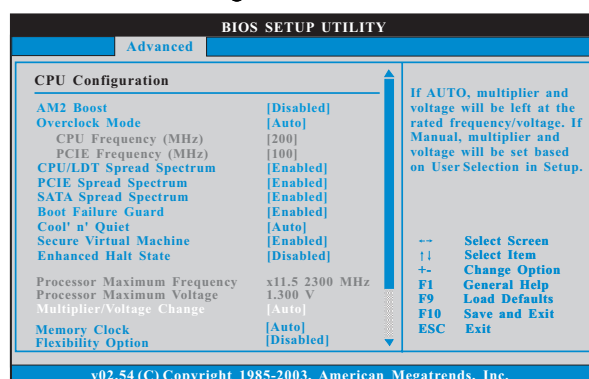 BIOS SETUP UTILITY
Advanced
CPU Configuration
AM2 Boost [Disabled]
Overclock Mode [Auto]
CPU Frequency (MHz) [200]
PCIE Frequency (MHz) [100]
CPU/LDT Spread Spectrum [Enabled]
PCIE Spread Spectrum [Enabled]
SATA Spread Spectrum [Enabled]
Boot Failure Guard [Enabled]
Cool' n' Quiet [Auto]
Secure Virtual Machine [Enabled]
Enhanced Halt State [Disabled]
Processor Maximum Frequency x11.5 2300 MHz
Processor Maximum Voltage 1.300 V
Multiplier/Voltage Change [Auto]
Memory Clock [Auto]
Flexibility Option [Disabled]
If AUTO, multiplier and
voltage will be left at the
rated frequency/voltage. If
Manual, multiplier and
voltage will be set based
on User Selection in Setup.
↔ Select Screen
↑↓ Select Item
+- Change Option
F1 General Help
F9 Load Defaults
F10 Save and Exit
ESC Exit
v02.54 (C) Copyright 1985-2003, American Megatrends, Inc.